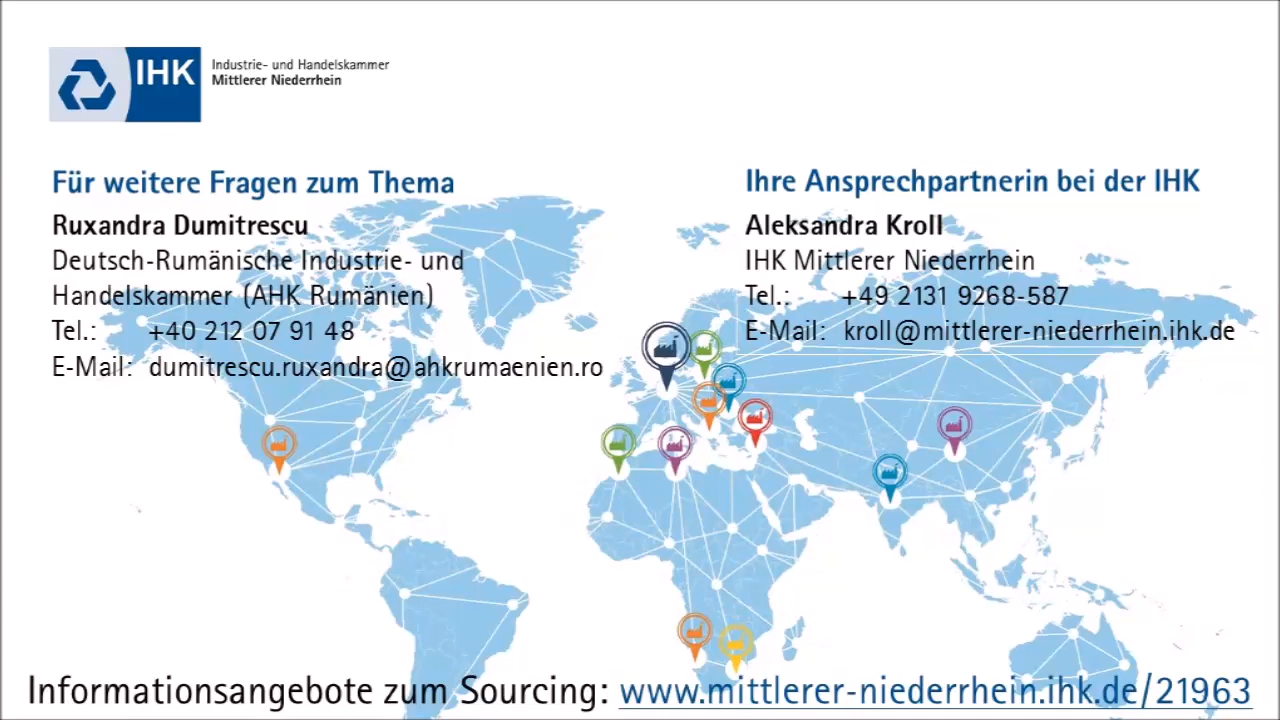 IHK
Industrie- und Handelskammer
Mittlerer Niederrhein
Für weitere Fragen zum Thema
Ruxandra Dumitrescu
Deutsch-Rumänische Industrie- und
Handelskammer (AHK Rumänien)
Tel.: +40 212 07 91 48
E-Mail: dumitrescu.ruxandra@ahkrumaenien.ro
Ihre Ansprechpartnerin bei der IHK
Aleksandra Kroll
IHK Mittlerer Niederrhein
Tel.: +49 2131 9268-587
E-Mail: kroll@mittlerer-niederrhein.ihk.de
Informationsangebote zum Sourcing: www.mittlerer-niederrhein.ihk.de/21963